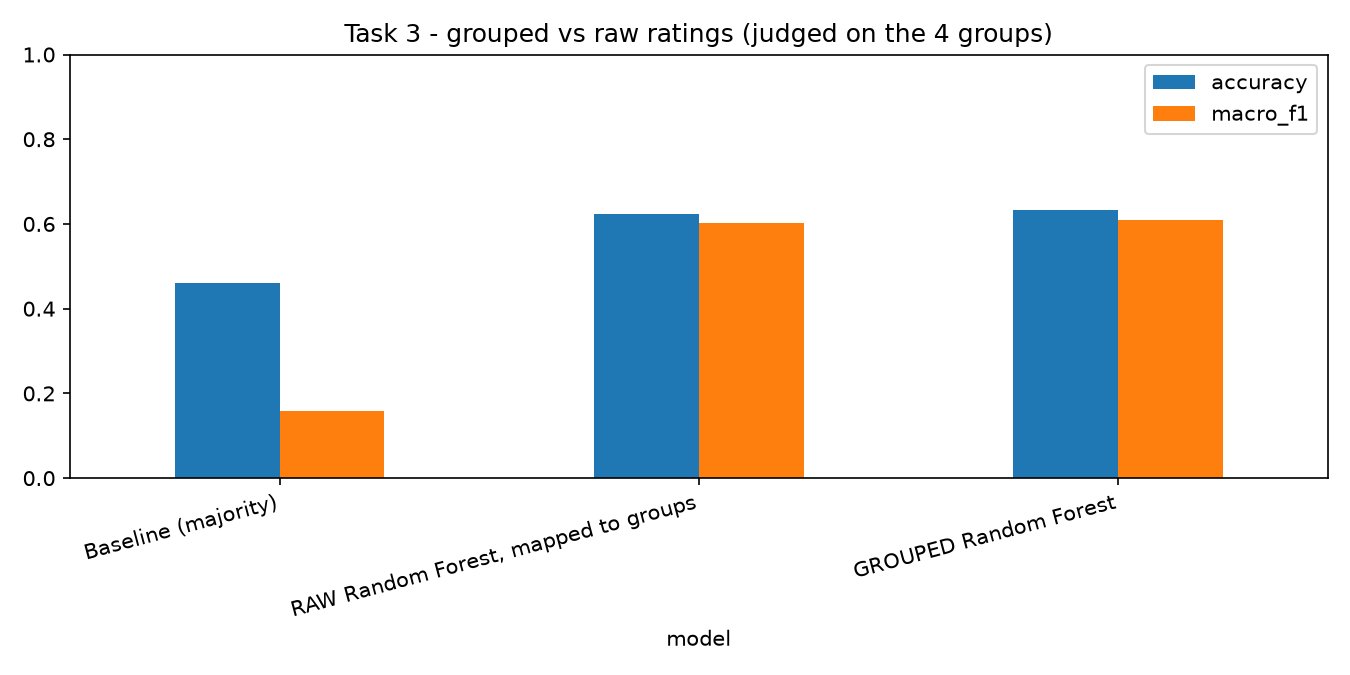 Task 3 - grouped vs raw ratings (judged on the 4 groups)
accuracy
macro_f1
1.0
0.8
0.6
0.4
0.2
0.0
Baseline (majority)
RAW Random Forest, mapped to groups
GROUPED Random Forest
model